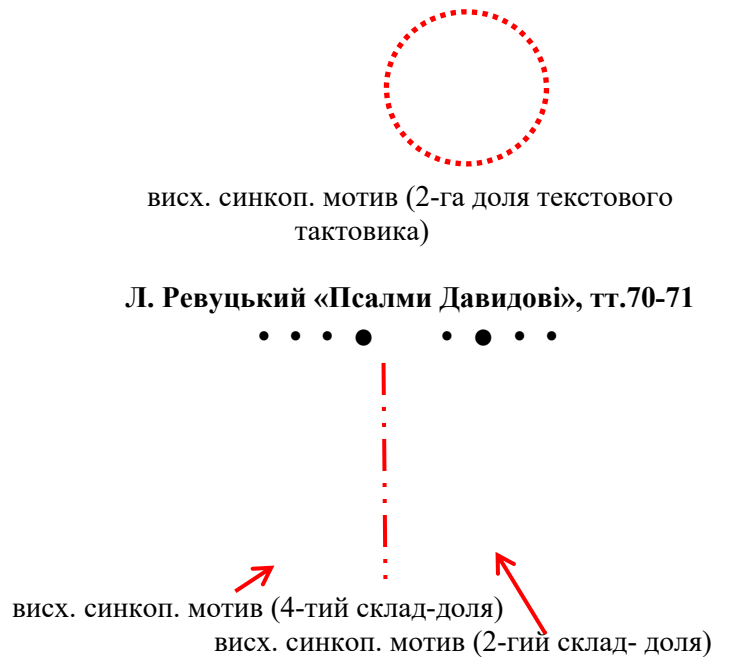 висх. синкоп. мотив (2-га доля текстового
тактовика)
Л. Ревуцький «Псалми Давидові», тт.70-71
висх. синкоп. мотив (4-тий склад-доля)
висх. синкоп. мотив (2-гий склад- доля)